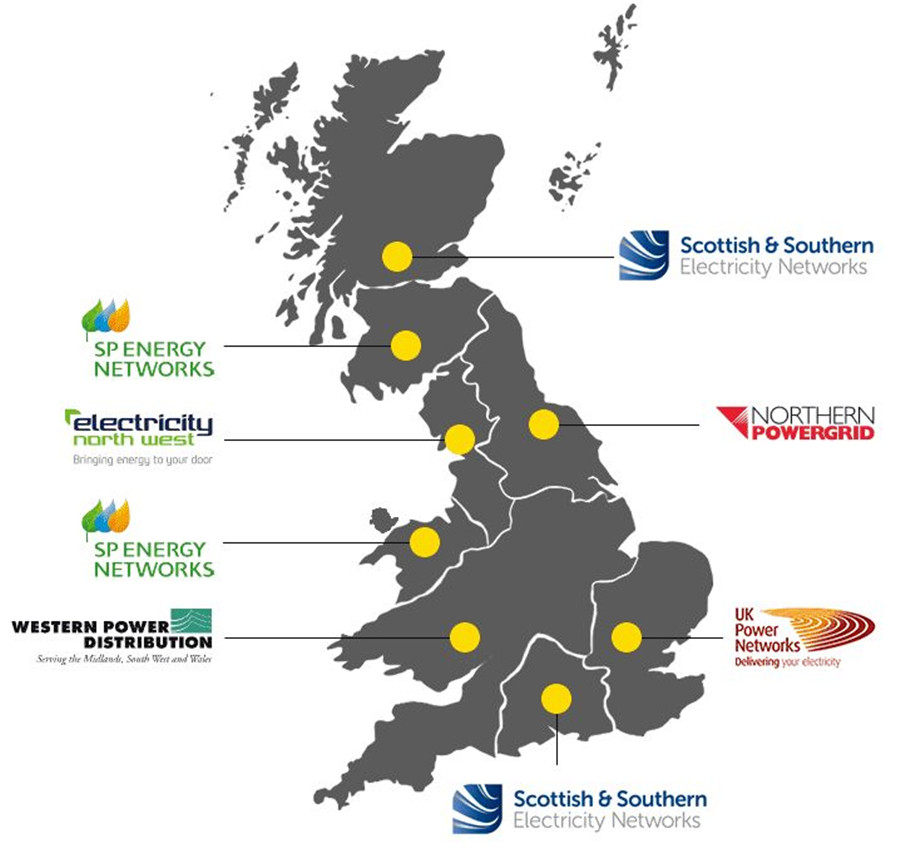 Scottish & Southern
Electricity Networks
SP ENERGY
NETWORKS
electricity
north west
Bringing energy to your door
NORTHERN
POWERGRID
SP ENERGY
NETWORKS
WESTERN POWER
DISTRIBUTION
Serving the Midlands, South West and Wales
UK
Power
Networks
Delivering your electricity
Scottish & Southern
Electricity Networks